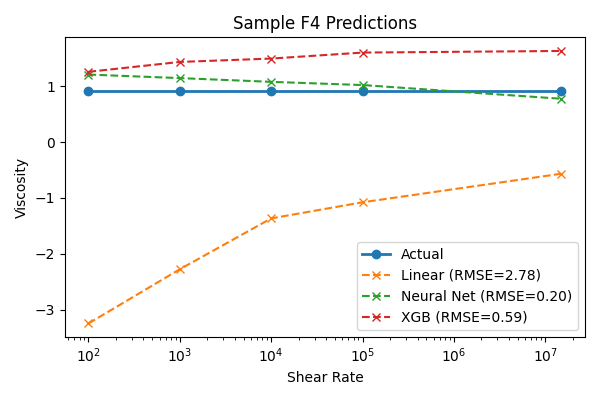 Sample F4 Predictions
Viscosity
1
0
−1
−2
−3
Actual
Linear (RMSE=2.78)
Neural Net (RMSE=0.20)
XGB (RMSE=0.59)
10²
10³
10⁴
10⁵
10⁶
10⁷
Shear Rate